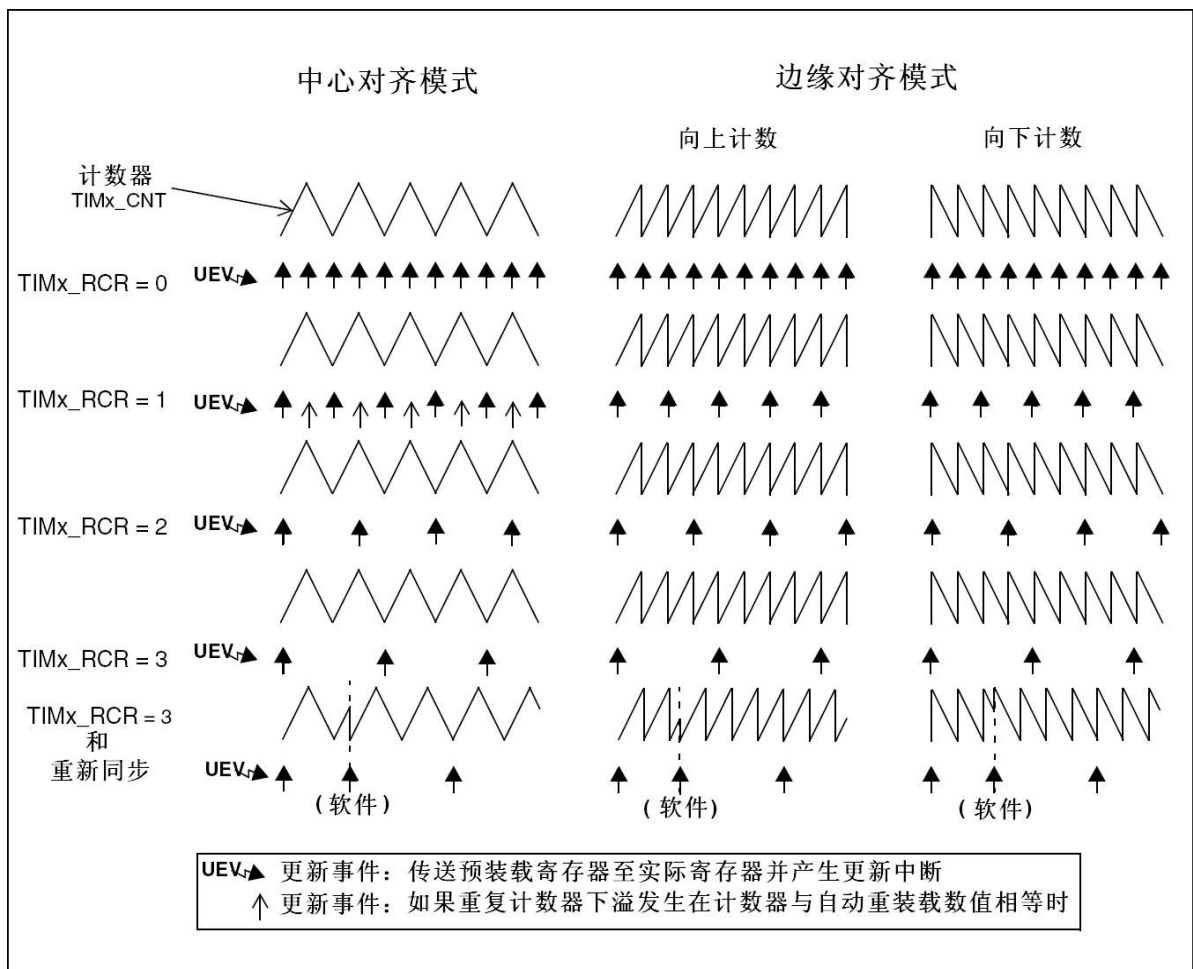 中心对齐模式
边缘对齐模式
向上计数
向下计数
计数器
TIMx_CNT
TIMx_RCR = 0
UEV
TIMx_RCR = 1
UEV
TIMx_RCR = 2
UEV
TIMx_RCR = 3
UEV
TIMx_RCR = 3
和
重新同步
UEV
(软件)
(软件)
(软件)
UEV 更新事件：传送预装载寄存器至实际寄存器并产生更新中断
更新事件：如果重复计数器下溢发生在计数器与自动重装载数值相等时